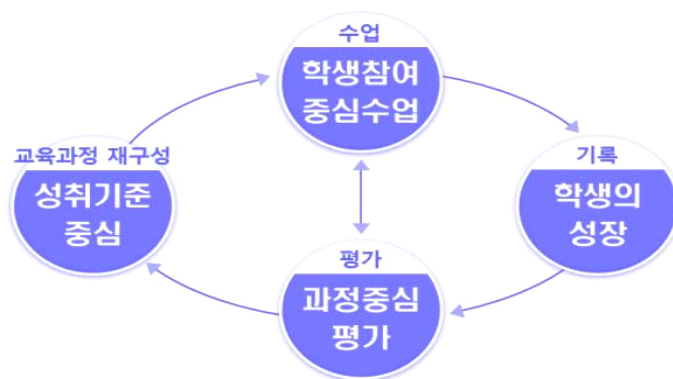 수업
학생참여
중심수업
교육과정 재구성
성취기준
중심
기록
학생의
성장
평가
과정중심
평가